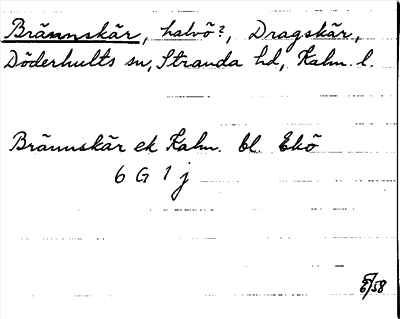 Brännskär, halvö?, Dragskär,
Döderhults sn, Stranda hd, Kalm. l.
Brännskär ek Kalm. bl. Ekö
6 G 1 j
5/58